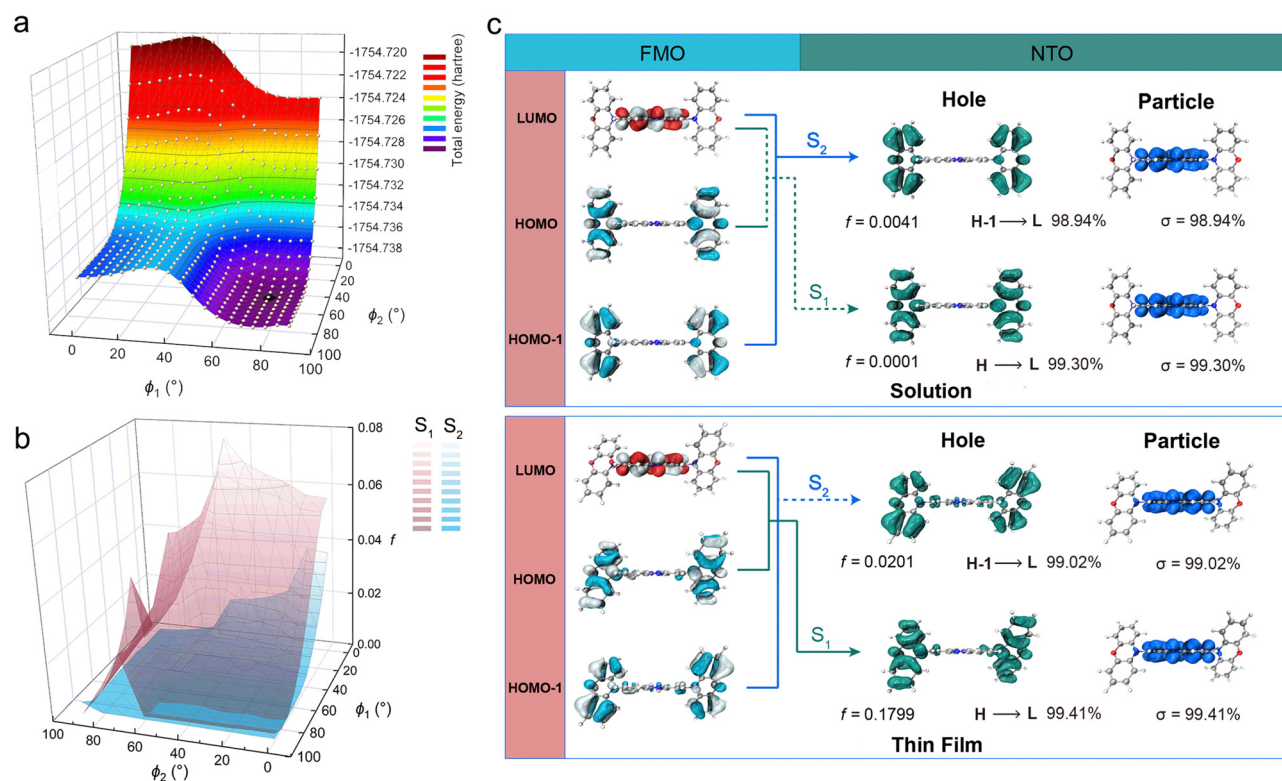 a
-1754.720
-1754.722
-1754.724
-1754.726
-1754.728
-1754.730
-1754.732
-1754.734
-1754.736
-1754.738
Total energy (hartree)
0
20
40
60
80
100
ϕ2 (°)
0
20
40
60
80
100
ϕ1 (°)
b
S1 S2
0.08
0.06
0.04
0.02
0.00
f
0
20
40
60
80
100
ϕ1 (°)
100
80
60
40
20
0
ϕ2 (°)
c
FMO NTO
LUMO
HOMO
HOMO-1
S2
S1
Hole Particle
f = 0.0041 H-1 ⟶ L 98.94% σ = 98.94%
f = 0.0001 H ⟶ L 99.30% σ = 99.30%
Solution
LUMO
HOMO
HOMO-1
S2
S1
Hole Particle
f = 0.0201 H-1 ⟶ L 99.02% σ = 99.02%
f = 0.1799 H ⟶ L 99.41% σ = 99.41%
Thin Film